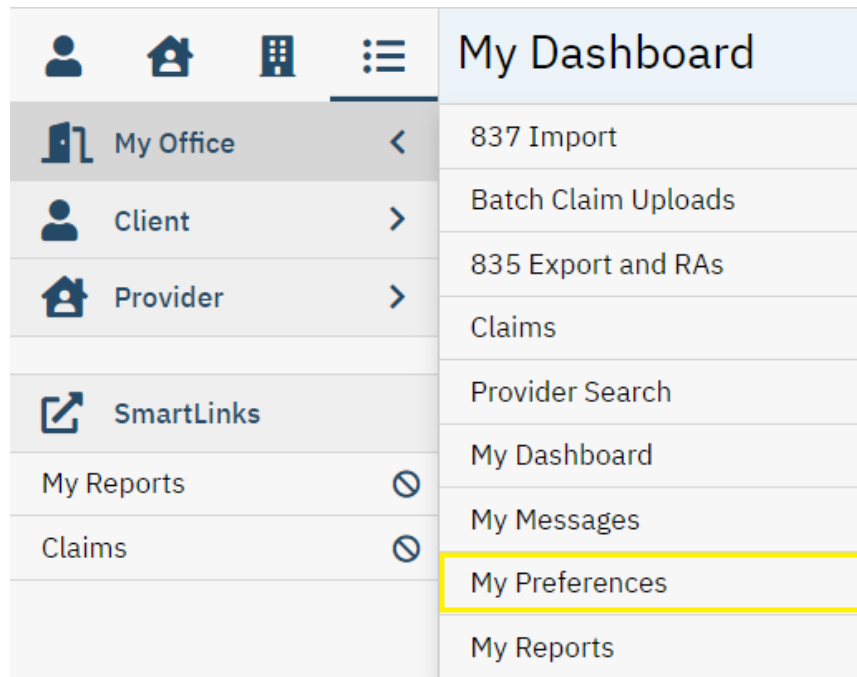 My Office
Client
Provider
SmartLinks
My Reports
Claims
My Dashboard
837 Import
Batch Claim Uploads
835 Export and RAs
Claims
Provider Search
My Dashboard
My Messages
My Preferences
My Reports